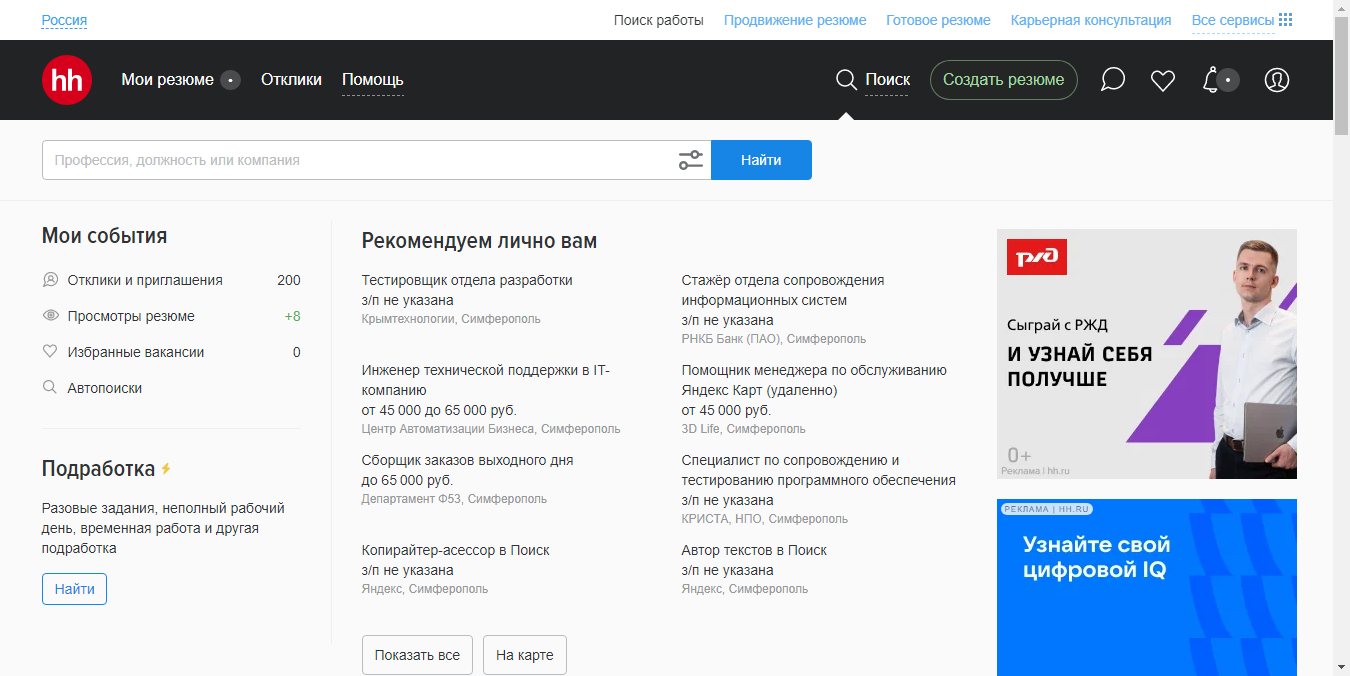 Россия
Поиск работы
Продвижение резюме
Готовое резюме
Карьерная консультация
Все сервисы
hh
Мои резюме
Отклики
Помощь
Поиск
Создать резюме
Профессия, должность или компания
Найти
Мои события
Отклики и приглашения 200
Просмотры резюме +8
Избранные вакансии 0
Автопоиски
Подработка
Разовые задания, неполный рабочий
день, временная работа и другая
подработка
Найти
Рекомендуем лично вам
Тестировщик отдела разработки
з/п не указана
Крымтехнологии, Симферополь
Стажёр отдела сопровождения
информационных систем
з/п не указана
РНКБ Банк (ПАО), Симферополь
Инженер технической поддержки в IT-
компанию
от 45 000 до 65 000 руб.
Центр Автоматизации Бизнеса, Симферополь
Помощник менеджера по обслуживанию
Яндекс Карт (удаленно)
от 45 000 руб.
3D Life, Симферополь
Сборщик заказов выходного дня
до 65 000 руб.
Департамент Ф53, Симферополь
Специалист по сопровождению и
тестированию программного обеспечения
з/п не указана
КРИСТА, НПО, Симферополь
Копирайтер-асессор в Поиск
з/п не указана
Яндекс, Симферополь
Автор текстов в Поиск
з/п не указана
Яндекс, Симферополь
Показать все
На карте
ржд
Сыграй с РЖД
И УЗНАЙ СЕБЯ
ПОЛУЧШЕ
0+
Реклама | hh.ru
РЕКЛАМА | HH.RU
Узнайте свой
цифровой IQ